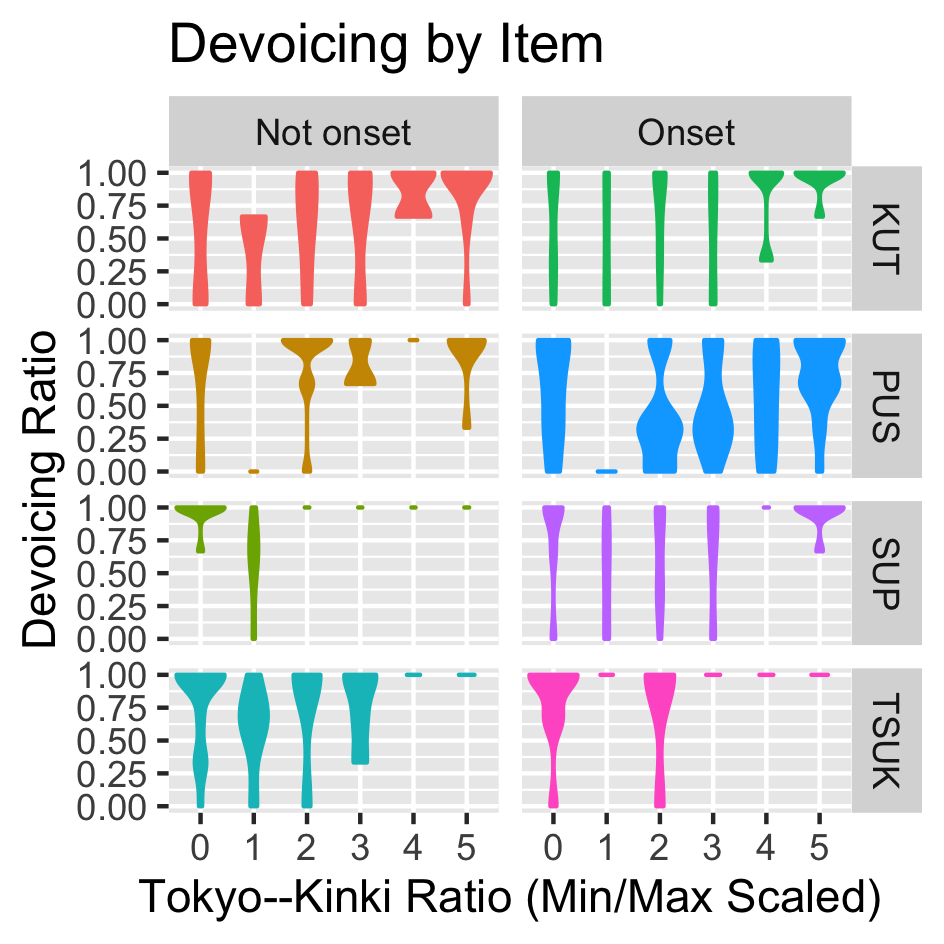 Devoicing by Item
Not onset
Onset
1.00
0.75
0.50
0.25
0.00
KUT
1.00
0.75
0.50
0.25
0.00
PUS
1.00
0.75
0.50
0.25
0.00
SUP
1.00
0.75
0.50
0.25
0.00
TSUK
Devoicing Ratio
0 1 2 3 4 5
0 1 2 3 4 5
Tokyo--Kinki Ratio (Min/Max Scaled)